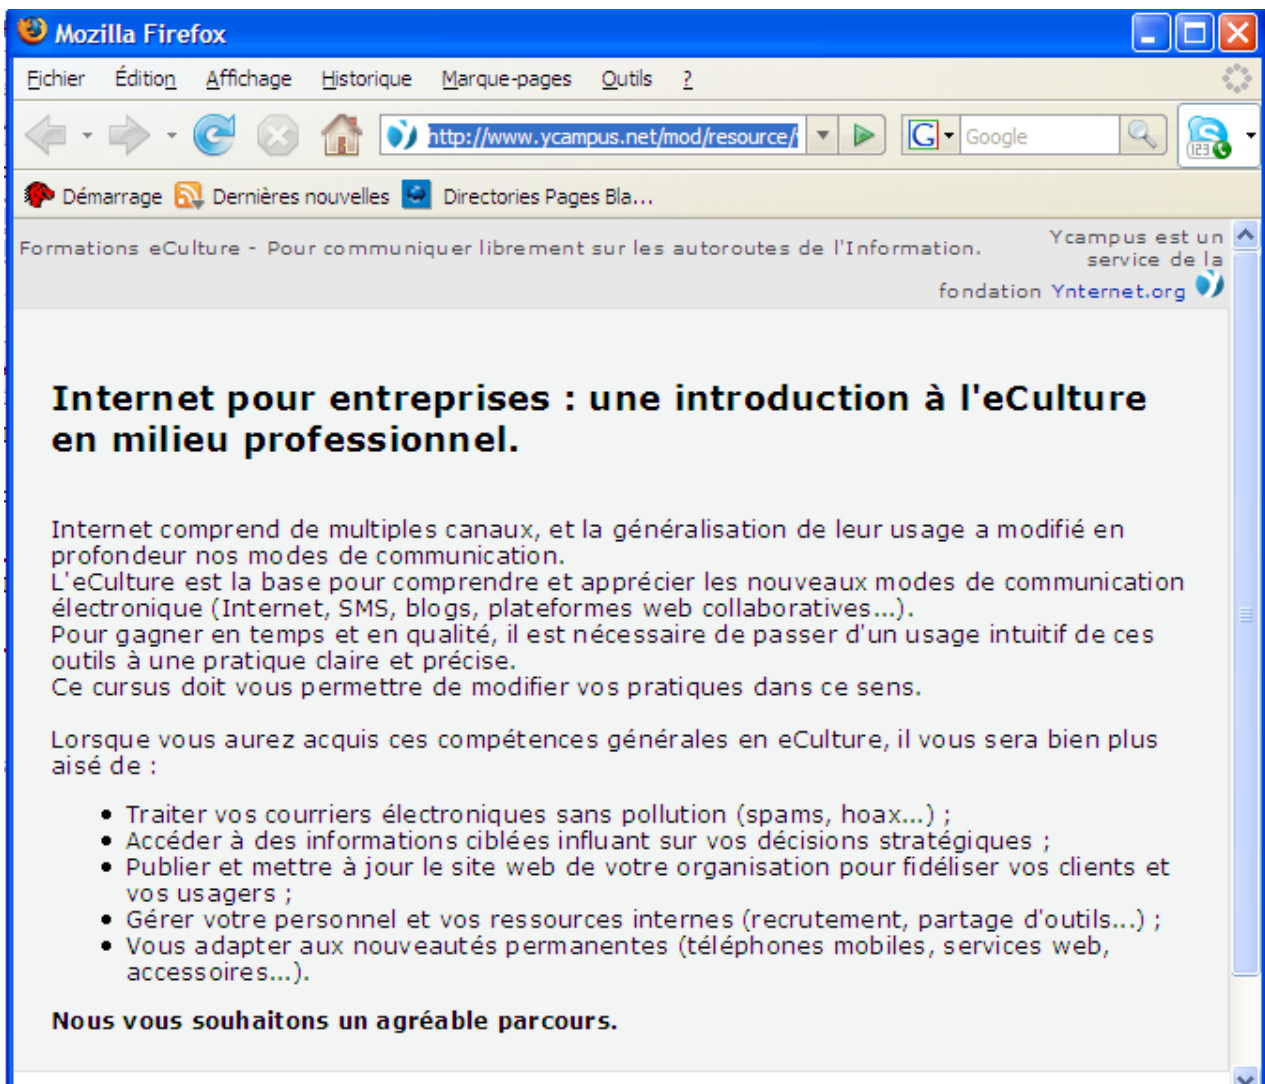 Mozilla Firefox
Fichier Édition Affichage Historique Marque-pages Outils ?
http://www.ycampus.net/mod/resource/ G Google 123
Démarrage Dernières nouvelles Directories Pages Bla...
Formations eCulture - Pour communiquer librement sur les autoroutes de l'Information.
Ycampus est un
service de la
fondation Ynternet.org
Internet pour entreprises : une introduction à l'eCulture
en milieu professionnel.
Internet comprend de multiples canaux, et la généralisation de leur usage a modifié en
profondeur nos modes de communication.
L'eCulture est la base pour comprendre et apprécier les nouveaux modes de communication
électronique (Internet, SMS, blogs, plateformes web collaboratives...).
Pour gagner en temps et en qualité, il est nécessaire de passer d'un usage intuitif de ces
outils à une pratique claire et précise.
Ce cursus doit vous permettre de modifier vos pratiques dans ce sens.
Lorsque vous aurez acquis ces compétences générales en eCulture, il vous sera bien plus
aisé de :
• Traiter vos courriers électroniques sans pollution (spams, hoax...) ;
• Accéder à des informations ciblées influant sur vos décisions stratégiques ;
• Publier et mettre à jour le site web de votre organisation pour fidéliser vos clients et
vos usagers ;
• Gérer votre personnel et vos ressources internes (recrutement, partage d'outils...) ;
• Vous adapter aux nouveautés permanentes (téléphones mobiles, services web,
accessoires...).
Nous vous souhaitons un agréable parcours.